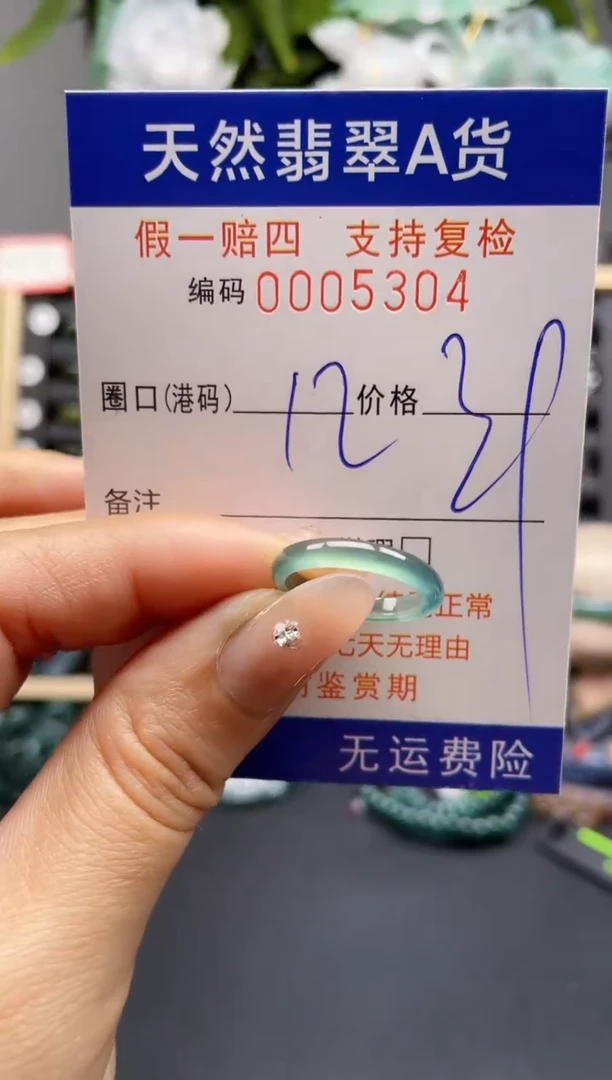 天然翡翠A货
假一赔四 支持复检
编码 0005304
圈口(港码) 12 价格
备注
正常
七天无理由
鉴赏期
无运费险